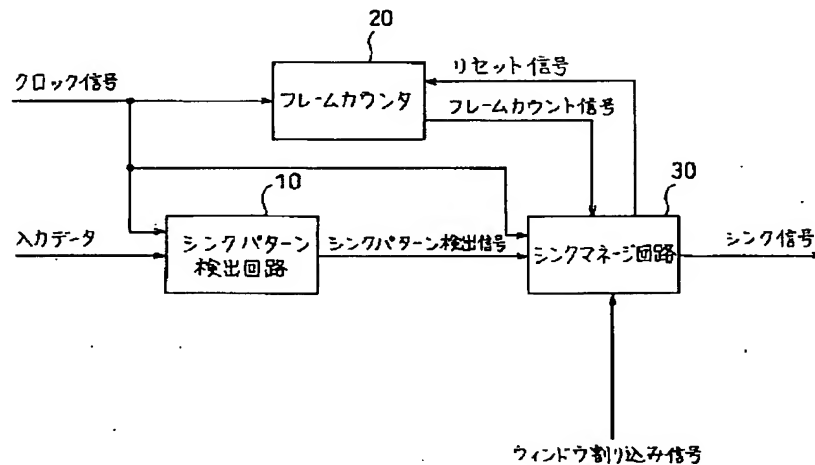 20
クロック信号
リセット信号
フレームカウンタ
フレームカウント信号
10
30
入力データ
シンクパターン
検出回路
シンクパターン検出信号
シンクマネージ回路
シンク信号
ウィンドウ割り込み信号